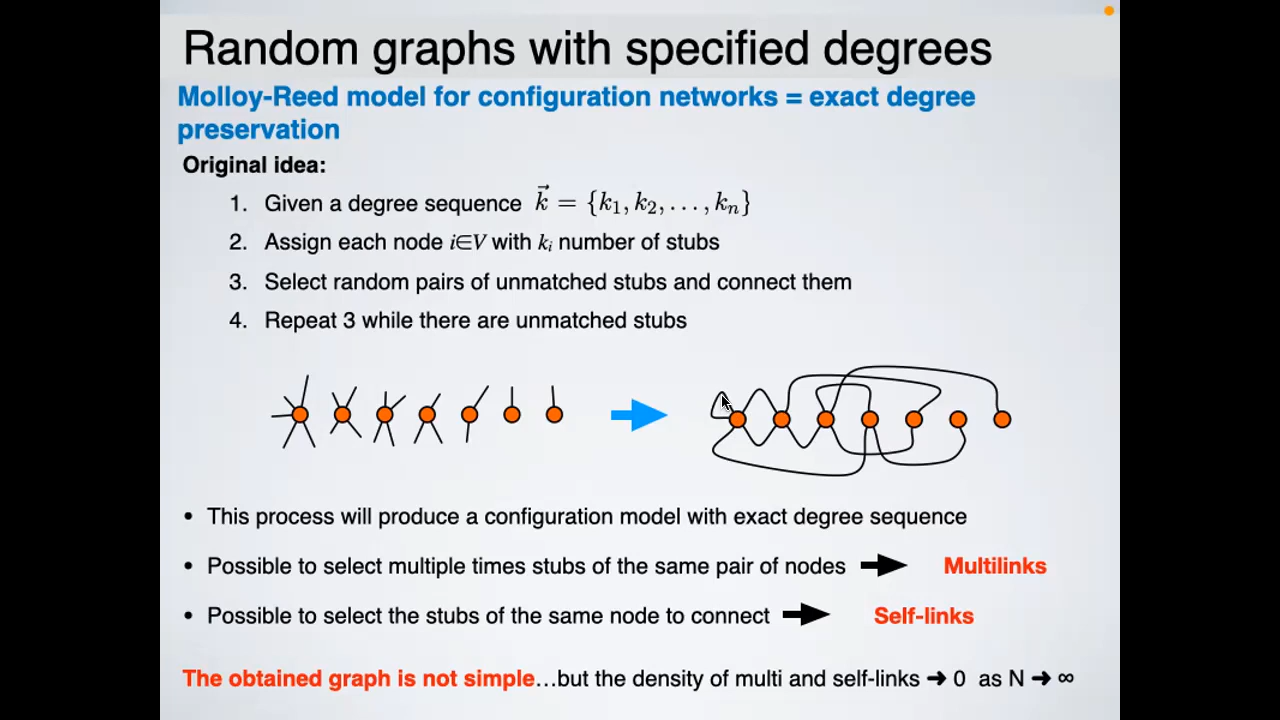 Random graphs with specified degrees
Molloy-Reed model for configuration networks = exact degree
preservation
Original idea:
1. Given a degree sequence $\vec{k} = \{k_1, k_2, \ldots, k_n\}$
2. Assign each node i∈V with kᵢ number of stubs
3. Select random pairs of unmatched stubs and connect them
4. Repeat 3 while there are unmatched stubs
• This process will produce a configuration model with exact degree sequence
• Possible to select multiple times stubs of the same pair of nodes ➞ Multilinks
• Possible to select the stubs of the same node to connect ➞ Self-links
The obtained graph is not simple…but the density of multi and self-links ➜ 0 as N ➜ ∞